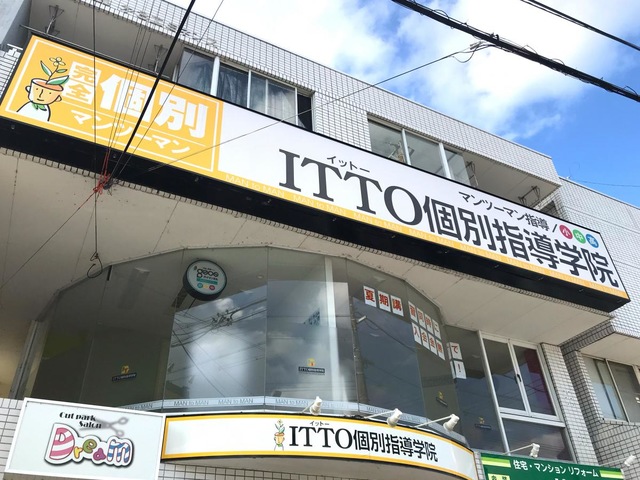 完全
個別
マンツーマン
イットー
ITTO個別指導学院
マンツーマン指導
小中高
夏期講
MAN to MAN
イットー
ITTO個別指導学院
Cut park
Salon
Dream
住宅・マンション リフォーム